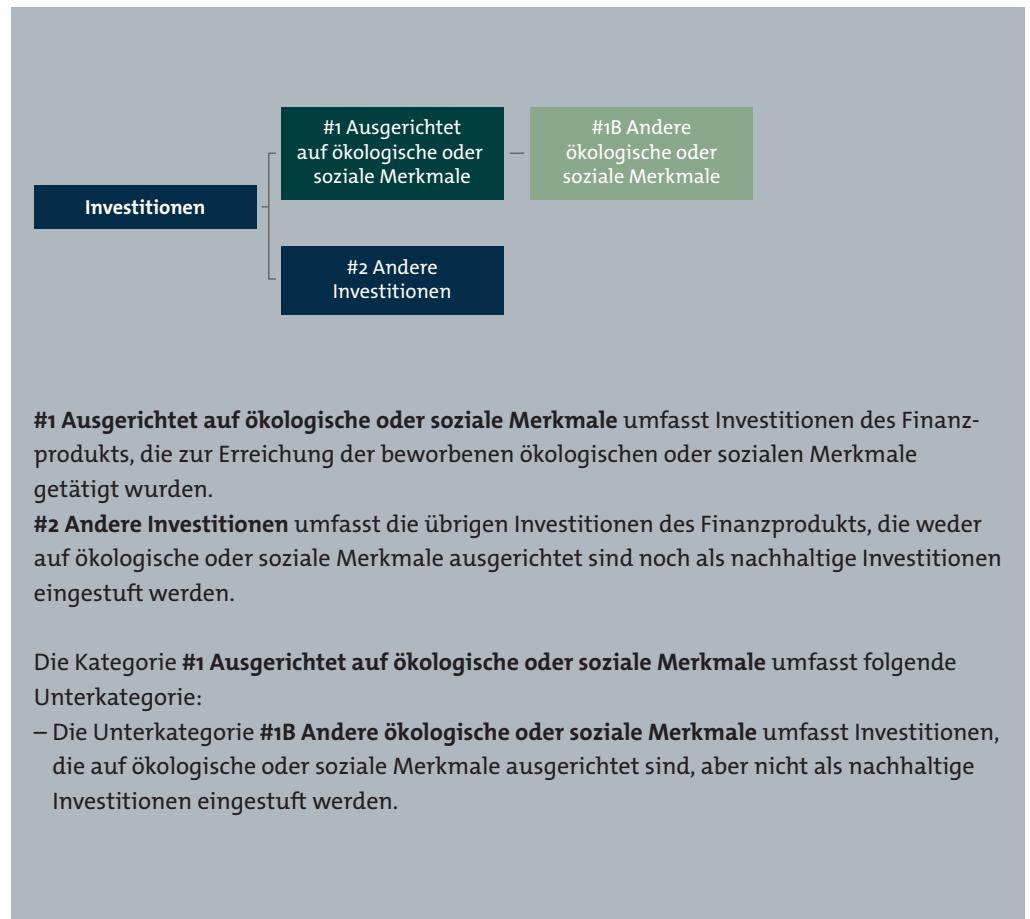 #1 Ausgerichtet
auf ökologische oder
soziale Merkmale
#1B Andere
ökologische oder
soziale Merkmale
Investitionen
#2 Andere
Investitionen
#1 Ausgerichtet auf ökologische oder soziale Merkmale umfasst Investitionen des Finanz-
produkts, die zur Erreichung der beworbenen ökologischen oder sozialen Merkmale
getätigt wurden.
#2 Andere Investitionen umfasst die übrigen Investitionen des Finanzprodukts, die weder
auf ökologische oder soziale Merkmale ausgerichtet sind noch als nachhaltige Investitionen
eingestuft werden.
Die Kategorie #1 Ausgerichtet auf ökologische oder soziale Merkmale umfasst folgende
Unterkategorie:
– Die Unterkategorie #1B Andere ökologische oder soziale Merkmale umfasst Investitionen,
die auf ökologische oder soziale Merkmale ausgerichtet sind, aber nicht als nachhaltige
Investitionen eingestuft werden.